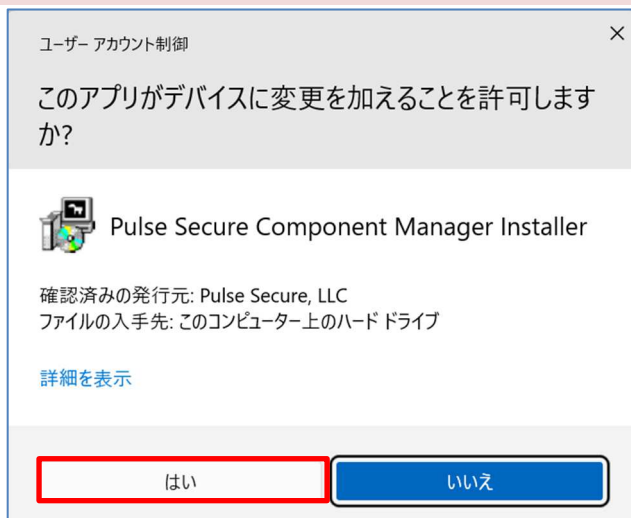 ユーザー アカウント制御
このアプリがデバイスに変更を加えることを許可します
か?
Pulse Secure Component Manager Installer
確認済みの発行元: Pulse Secure, LLC
ファイルの入手先: このコンピューター上のハード ドライブ
詳細を表示
はい
いいえ